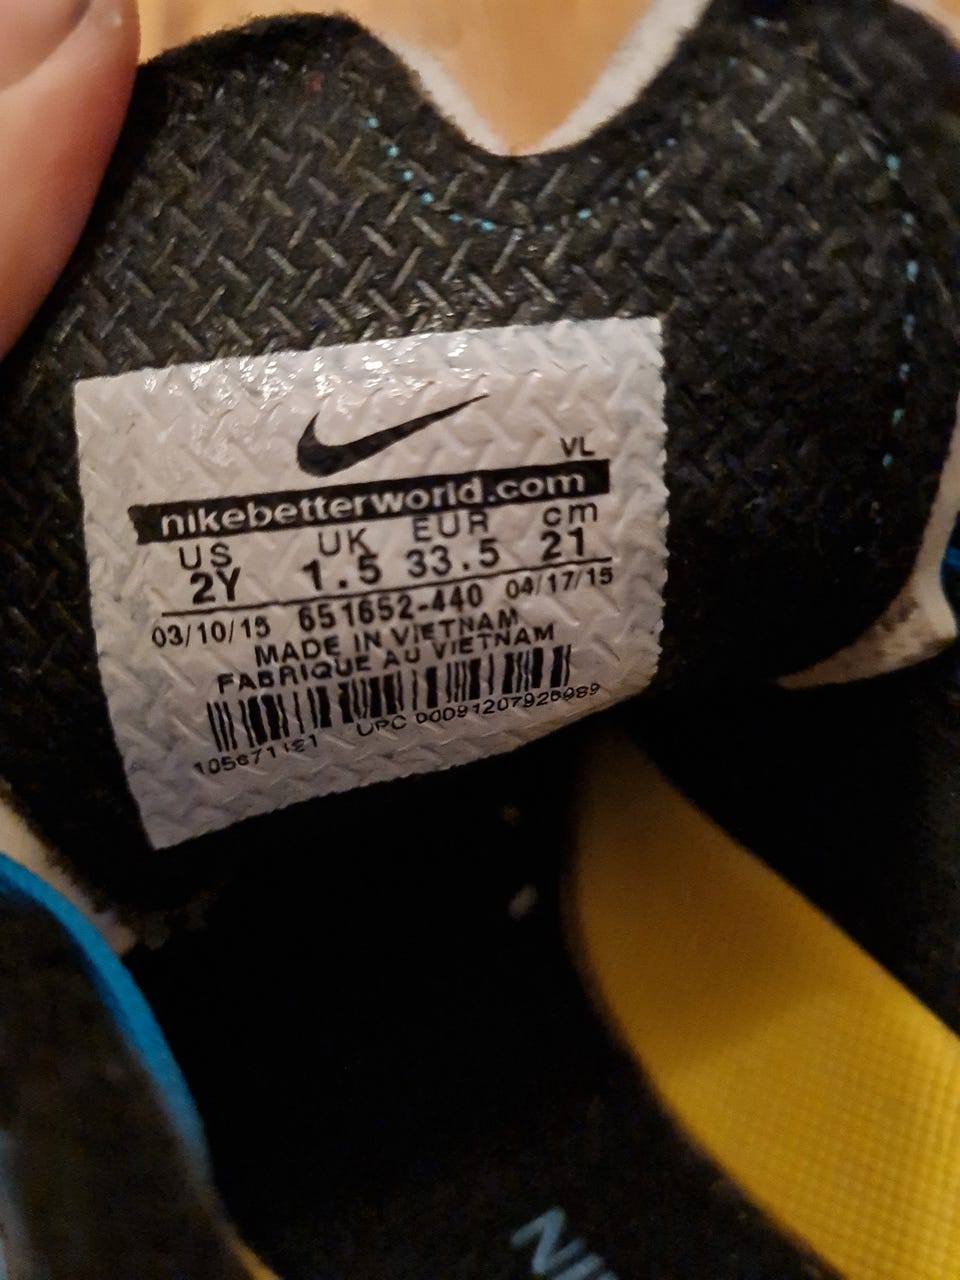 VL
nikebetterworld.com
US UK EUR cm
2Y 1.5 33.5 21
03/10/15 651652-440 04/17/15
MADE IN VIETNAM
FABRIQUE AU VIETNAM
UPC
NI